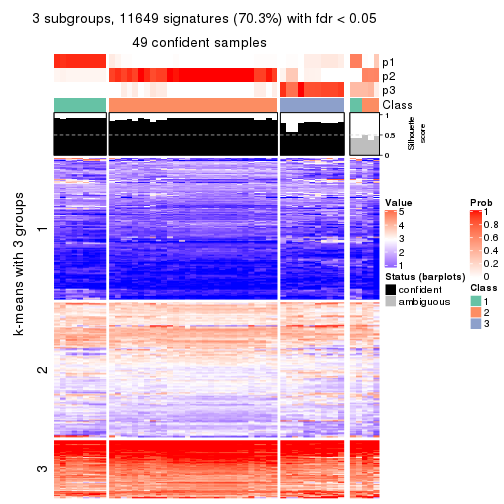 3 subgroups, 11649 signatures (70.3%) with fdr < 0.05
49 confident samples
p1
p2
p3
Class
1
0.5
0
Silhouette
score
k-means with 3 groups
1
2
3
Value
5
4
3
2
1
Status (barplots)
confident
ambiguous
Prob
1
0.8
0.6
0.4
0.2
0
Class
1
2
3